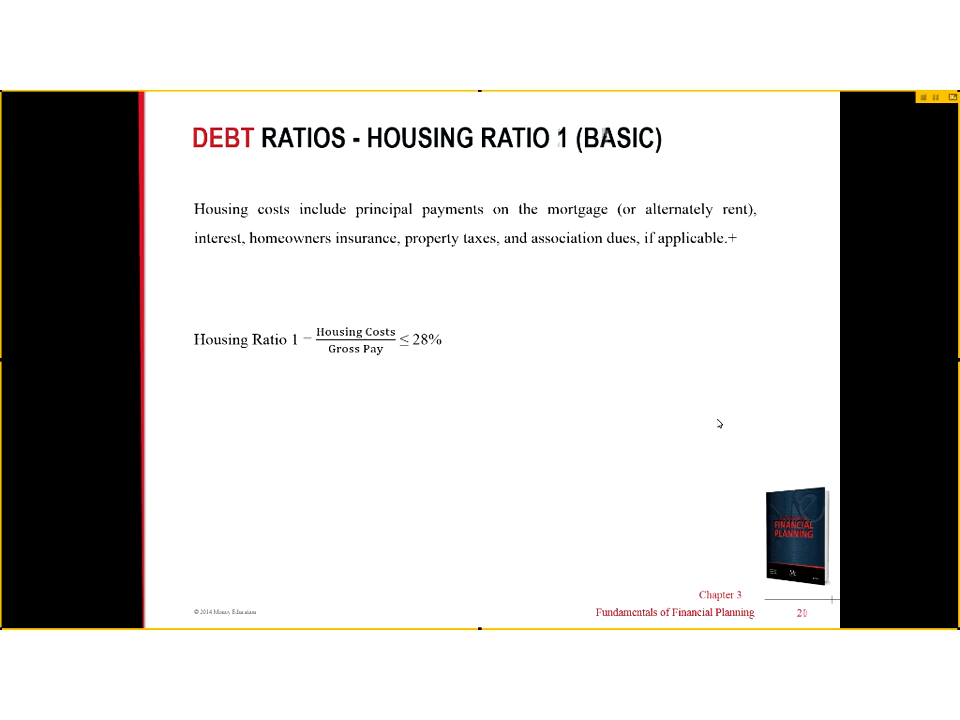 DEBT RATIOS - HOUSING RATIO 1 (BASIC)
Housing costs include principal payments on the mortgage (or alternately rent),
interest, homeowners insurance, property taxes, and association dues, if applicable.+
Housing Ratio 1 = Housing Costs / Gross Pay ≤ 28%
FINANCIAL
PLANNING
Chapter 3
Fundamentals of Financial Planning
© 2014 Money Education